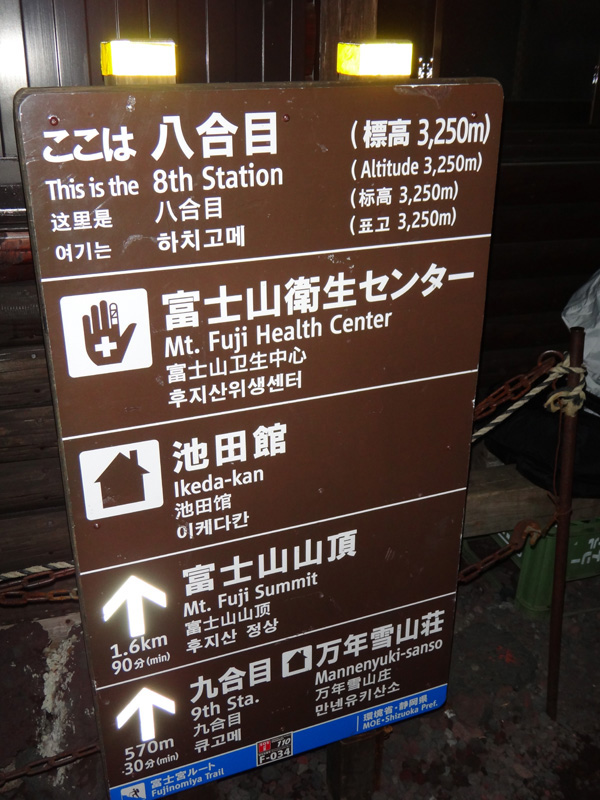 ここは 八合目 (標高 3,250m)
This is the 8th Station (Altitude 3,250m)
这里是 八合目 (标高 3,250m)
여기는 하치고메 (표고 3,250m)
富士山衛生センター
Mt. Fuji Health Center
富士山卫生中心
후지산위생센터
池田館
Ikeda-kan
池田馆
이케다칸
富士山山頂
Mt. Fuji Summit
富士山山顶
후지산 정상
1.6km
90分(min)
九合目 万年雪山荘
9th Sta. Mannenyuki-sanso
九合目 万年雪山庄
큐고메 만넨유키산소
570m
30分(min)
富士宮ルート
Fujinomiya Trail
110
F-034
環境省・静岡県
MOE・Shizuoka Pref.